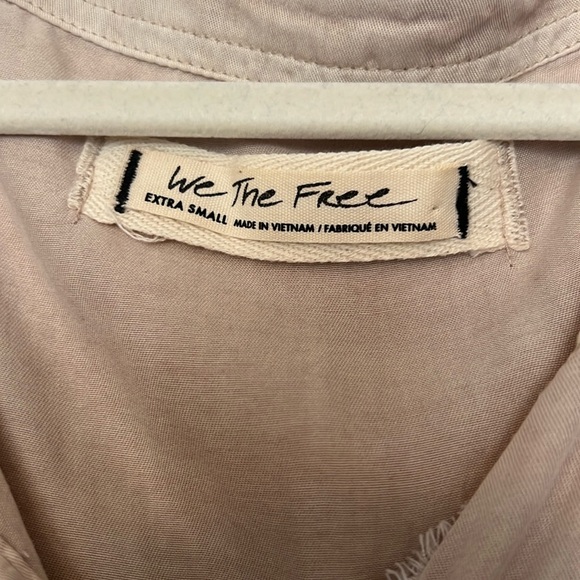 We The Free
EXTRA SMALL MADE IN VIETNAM / FABRIQUÉ EN VIETNAM